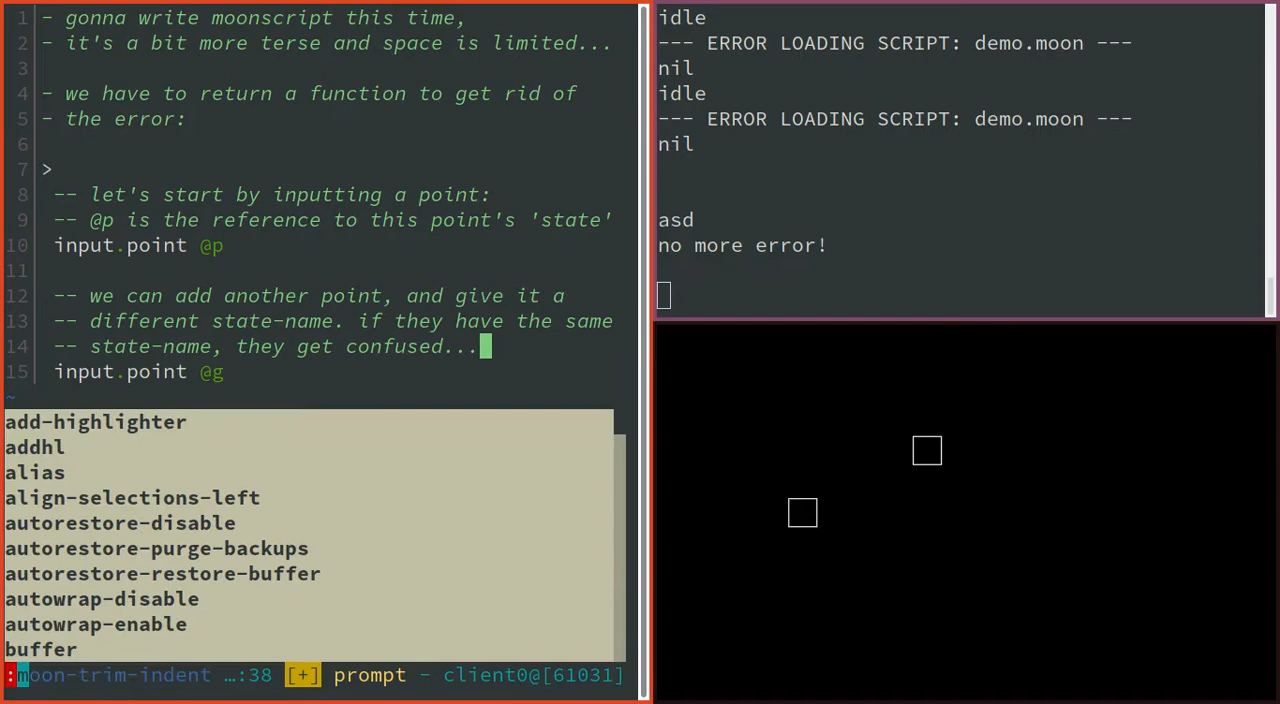 1 - gonna write moonscript this time,
2 - it's a bit more terse and space is limited...
3
4 - we have to return a function to get rid of
5 - the error:
6
7 >
8 -- let's start by inputting a point:
9 -- @p is the reference to this point's 'state'
10 input.point @p
11
12 -- we can add another point, and give it a
13 -- different state-name. if they have the same
14 -- state-name, they get confused...
15 input.point @g
~
add-highlighter
addhl
alias
align-selections-left
autorestore-disable
autorestore-purge-backups
autorestore-restore-buffer
autowrap-disable
autowrap-enable
buffer
:moon-trim-indent …:38 [+] prompt - client0@[61031]
idle
--- ERROR LOADING SCRIPT: demo.moon ---
nil
idle
--- ERROR LOADING SCRIPT: demo.moon ---
nil
asd
no more error!